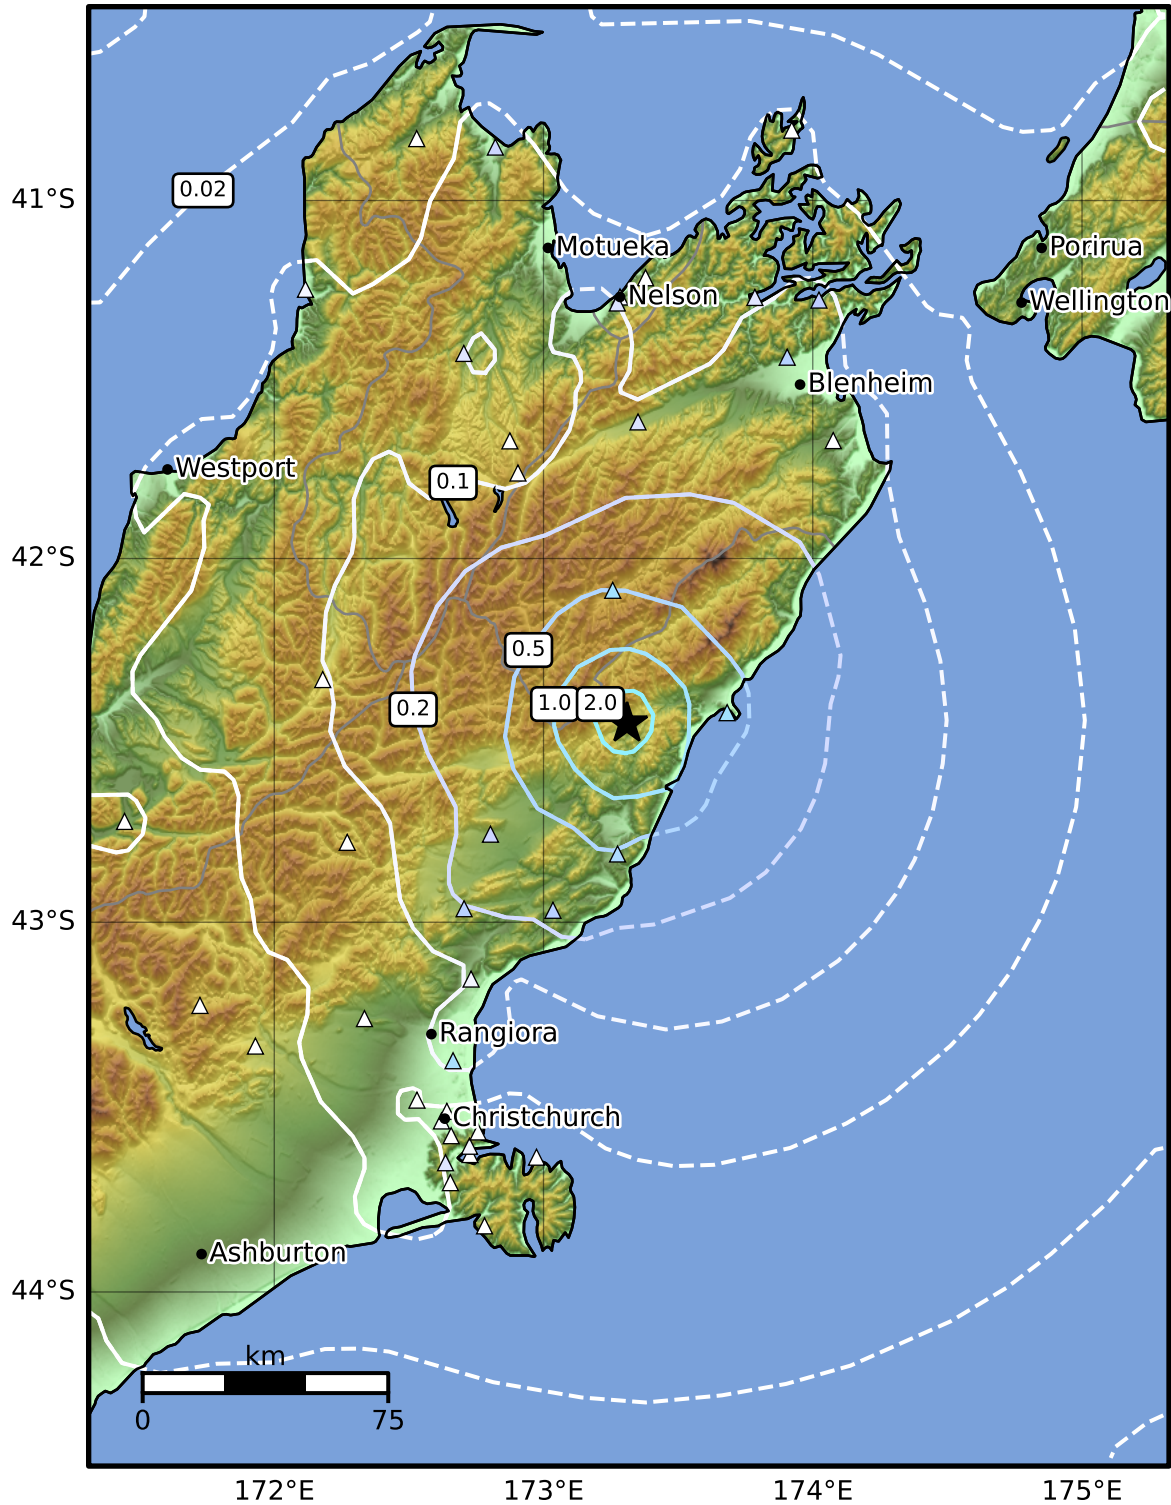 0.02
41°S
Motueka
Porirua
Nelson
Wellington
Blenheim
Westport
0.1
42°S
0.5
1.0
2.0
0.2
43°S
Rangiora
Christchurch
Ashburton
44°S
km
0
75
172°E
173°E
174°E
175°E